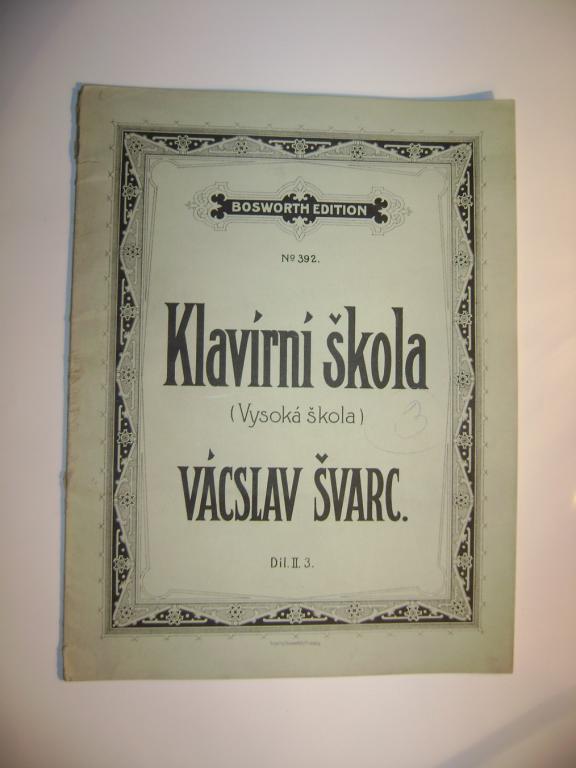 BOSWORTH EDITION
No 392.
Klavírní škola
(Vysoká škola)
3
VÁCSLAV ŠVARC.
Díl. II. 3.